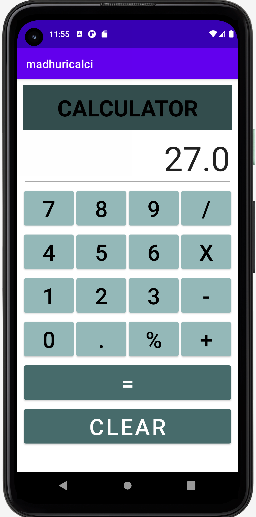 11:55
madhuricalci
CALCULATOR
27.0
7 8 9 /
4 5 6 X
1 2 3 -
0 . % +
=
CLEAR